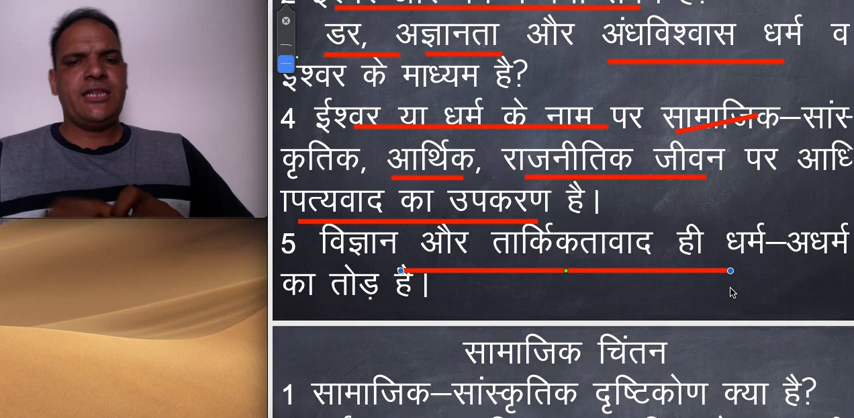 डर, अज्ञानता और अंधविश्वास धर्म व
ईश्वर के माध्यम है?
4 ईश्वर या धर्म के नाम पर सामाजिक–सांस-
कृतिक, आर्थिक, राजनीतिक जीवन पर आधि
ापत्यवाद का उपकरण है।
5 विज्ञान और तार्किकतावाद ही धर्म–अधर्म
का तोड़ है।
सामाजिक चिंतन
1 सामाजिक–सांस्कृतिक दृष्टिकोण क्या है?